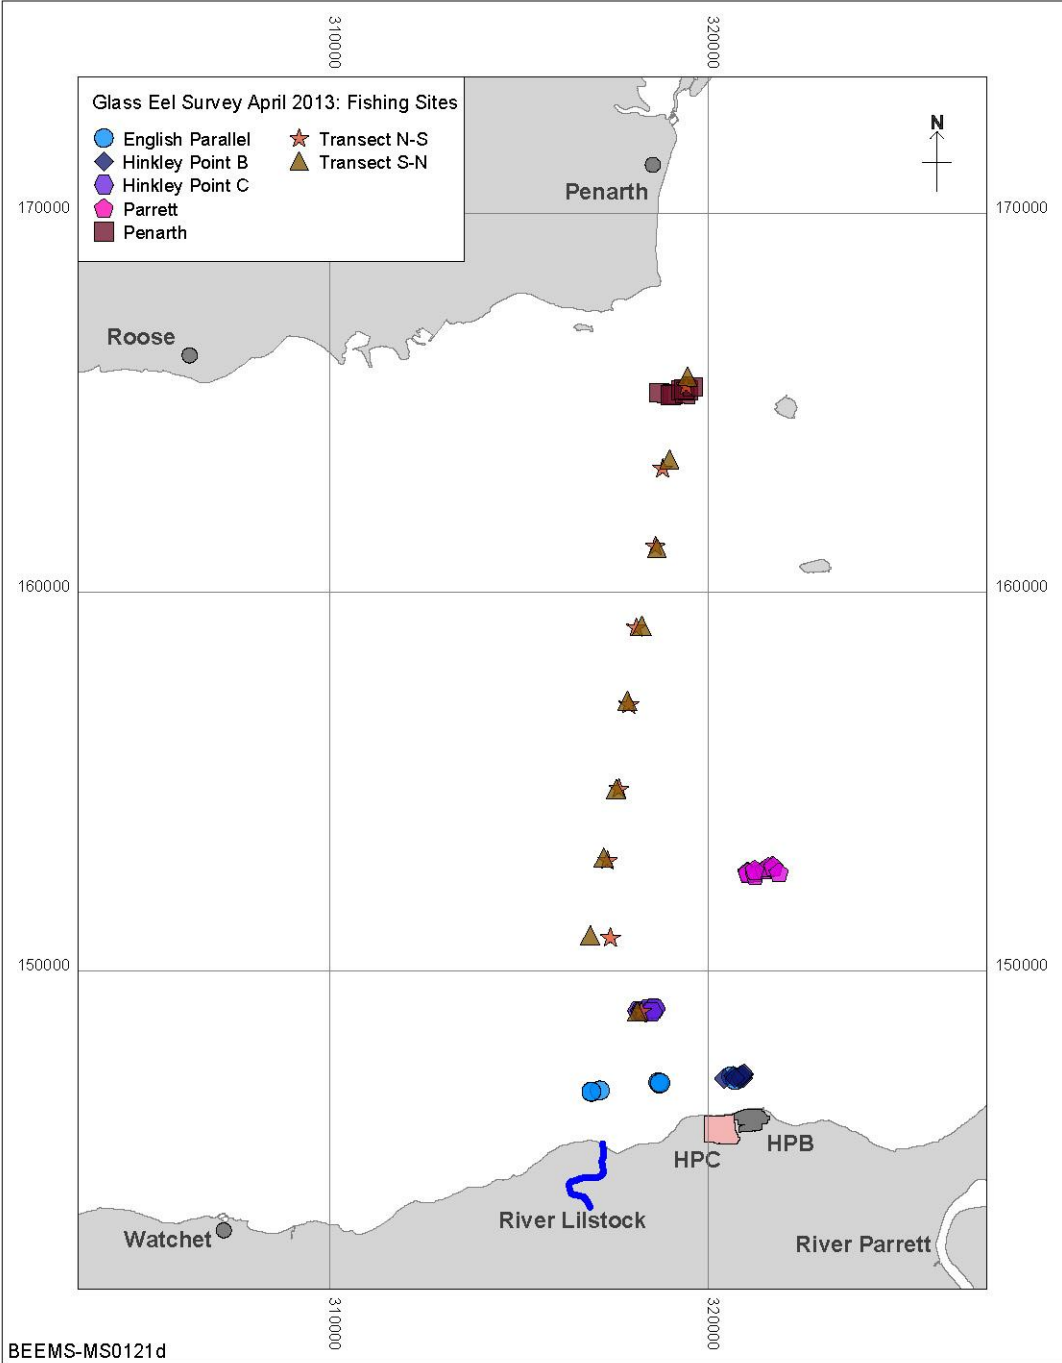 310000
320000
Glass Eel Survey April 2013: Fishing Sites
English Parallel
Transect N-S
Hinkley Point B
Transect S-N
Hinkley Point C
Parrett
Penarth
N
Penarth
170000
170000
Roose
160000
160000
150000
150000
HPB
HPC
River Lilstock
Watchet
River Parrett
310000
320000
BEEMS-MS0121d